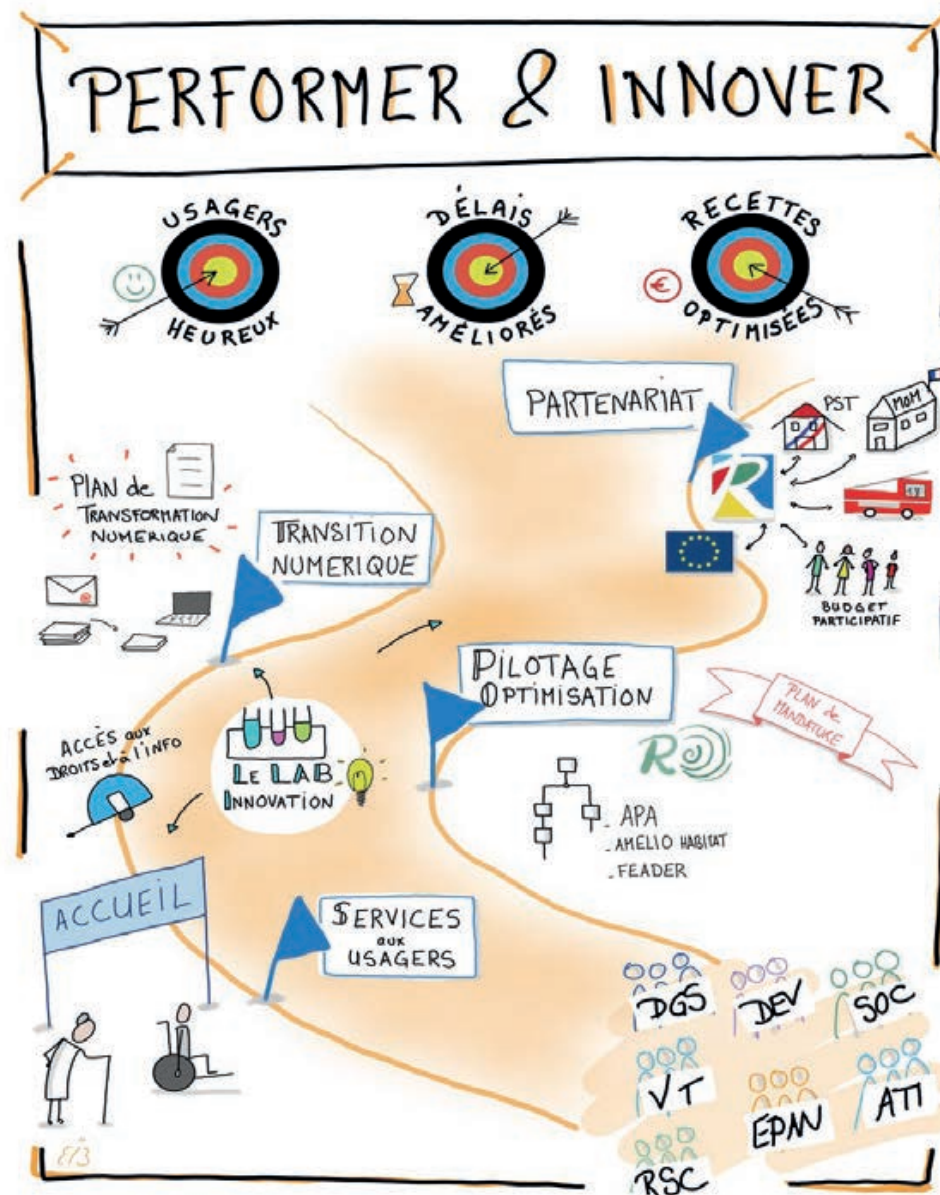 PERFORMER & INNOVER
USAGERS
HEUREUX
DÉLAIS
AMÉLIORÉS
RECETTES
OPTIMISÉES
€
PARTENARIAT
PST
MDM
R
18
BUDGET
PARTICIPATIF
PLAN de
TRANSFORMATION
NUMERIQUE
TRANSITION
NUMERIQUE
PILOTAGE
OPTIMISATION
PLAN de
MANDATURE
ACCÈS aux
DROITS et à l'INFO
LE LAB
INNOVATION
- APA
- AMELIO HABITAT
- FEADER
ACCUEIL
SERVICES
aux
USAGERS
DGS
DEV
SOC
VT
EPAN
ATI
RSC